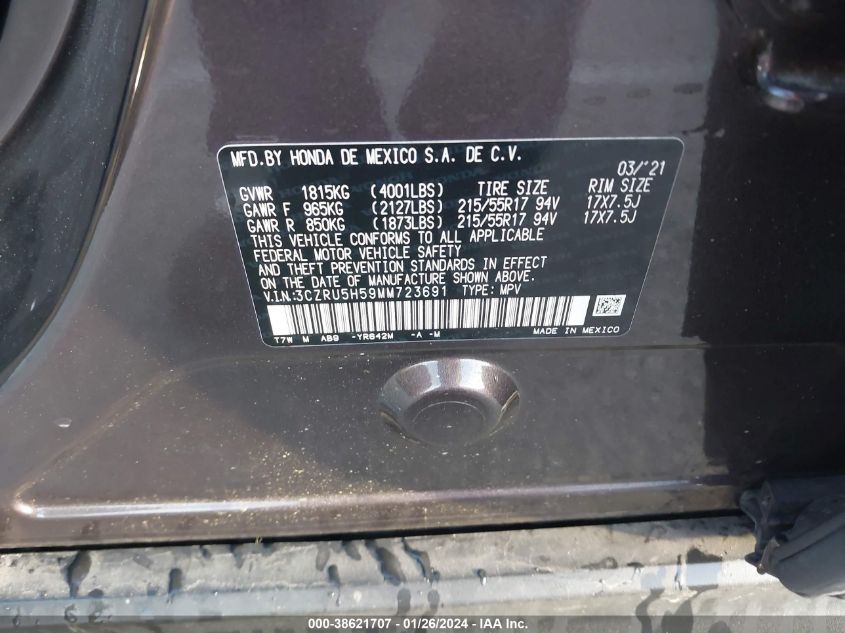 MFD.BY HONDA DE MEXICO S.A. DE C.V.
03/'21
GVWR 1815KG (4001LBS) TIRE SIZE RIM SIZE
GAWR F 965KG (2127LBS) 215/55R17 94V 17X7.5J
GAWR R 850KG (1873LBS) 215/55R17 94V 17X7.5J
THIS VEHICLE CONFORMS TO ALL APPLICABLE
FEDERAL MOTOR VEHICLE SAFETY
AND THEFT PREVENTION STANDARDS IN EFFECT
ON DATE OF MANUFACTURE SHOWN ABOVE.
V.I.N:3CZRU5H59MM723691 TYPE: MPV
T7W M AB9 -YR642M -A -M MADE IN MEXICO
000-38621707 - 01/26/2024 - IAA Inc.